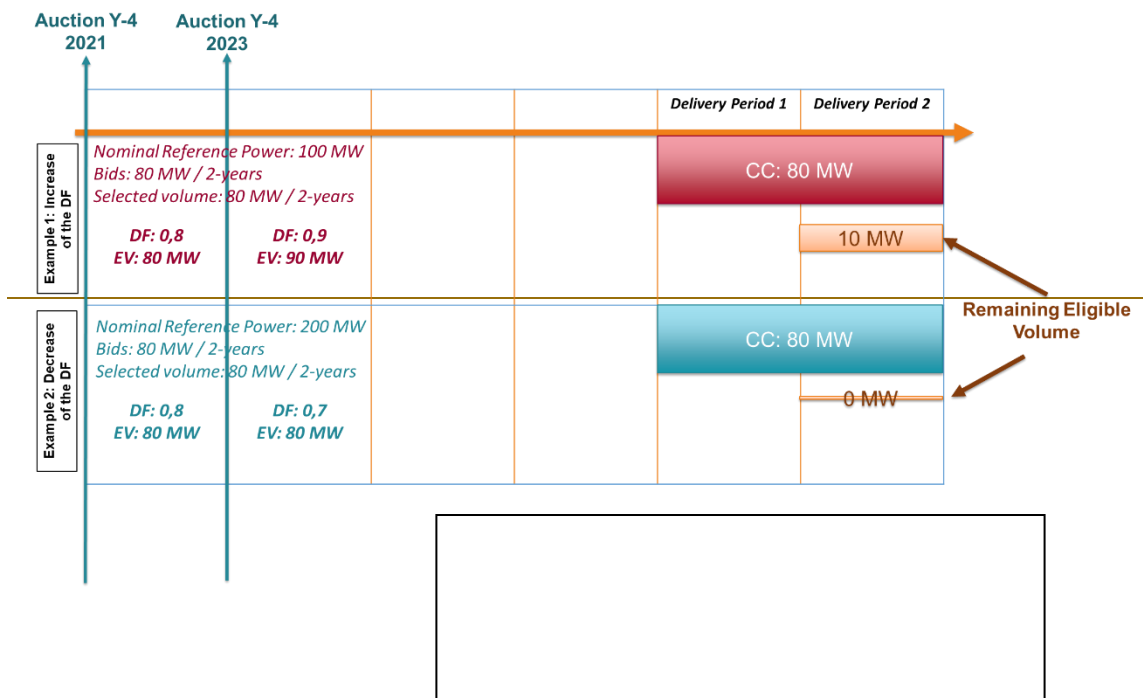 Auction Y-4
2021
Auction Y-4
2023
Delivery Period 1
Delivery Period 2
Example 1: Increase
of the DF
Nominal Reference Power: 100 MW
Bids: 80 MW / 2-years
Selected volume: 80 MW / 2-years
DF: 0,8
EV: 80 MW
DF: 0,9
EV: 90 MW
CC: 80 MW
10 MW
Remaining Eligible
Volume
Example 2: Decrease
of the DF
Nominal Reference Power: 200 MW
Bids: 80 MW / 2-years
Selected volume: 80 MW / 2-years
DF: 0,8
EV: 80 MW
DF: 0,7
EV: 80 MW
CC: 80 MW
0 MW